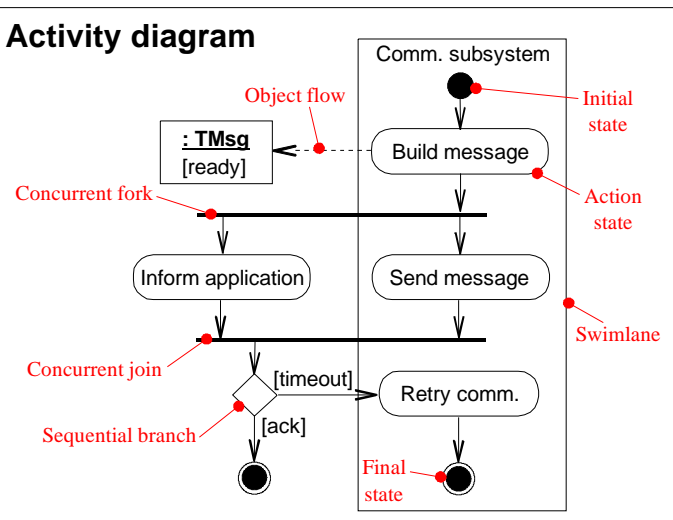 Activity diagram
Comm. subsystem
Object flow
Initial
state
: TMsg
[ready]
Build message
Concurrent fork
Action
state
Inform application
Send message
Swimlane
Concurrent join
[timeout]
Retry comm.
Sequential branch
[ack]
Final
state